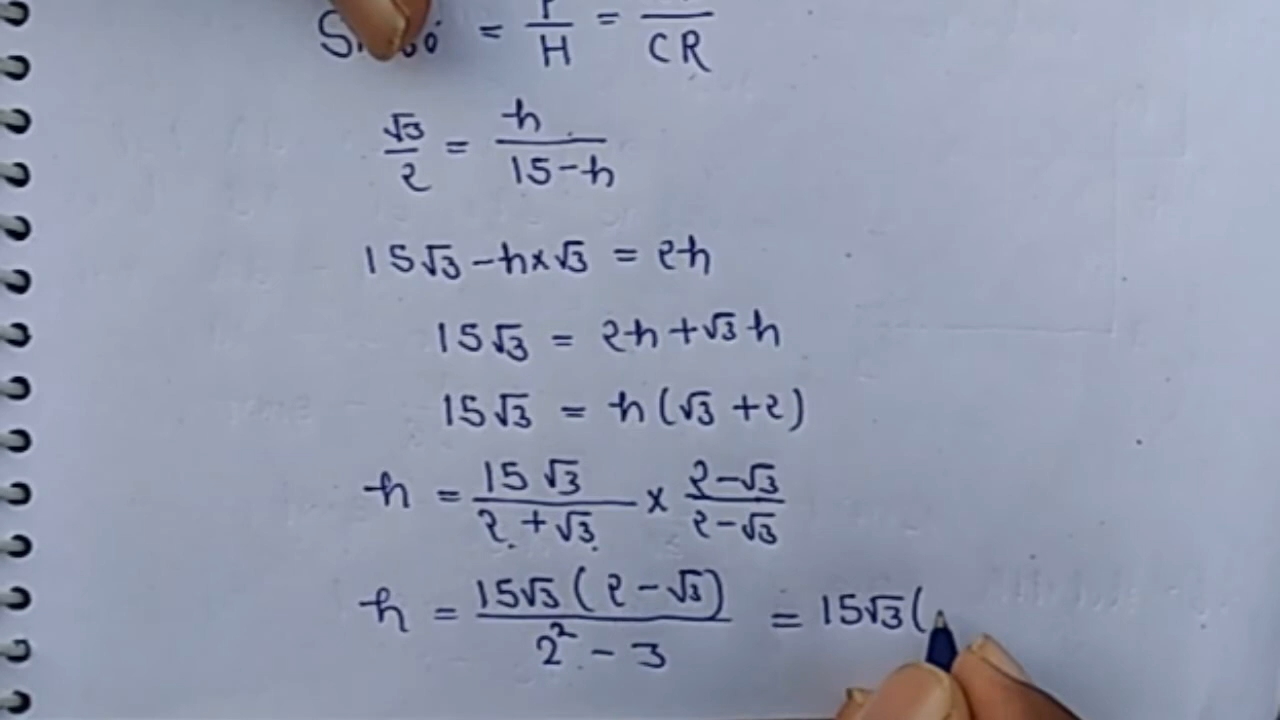 = P/H = /CR
√3/2 = h/15-h
15√3 - h×√3 = 2h
15√3 = 2h + √3h
15√3 = h(√3 + 2)
h = 15√3/2+√3 × 2-√3/2-√3
h = 15√3(2-√3)/2² - 3 = 15√3(